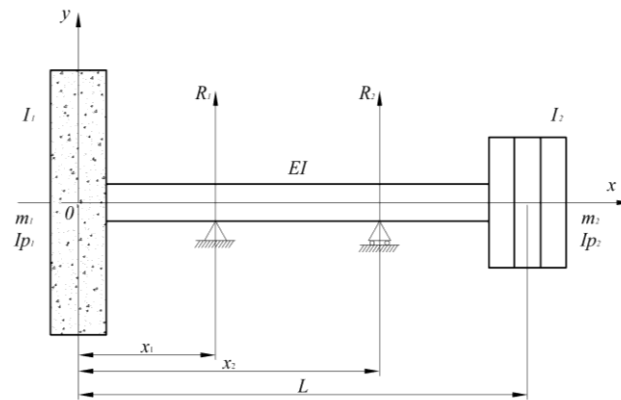 y
R₁
R₂
I₁
I₂
EI
x
0
m₁
m₂
Ip₁
Ip₂
x₁
x₂
L